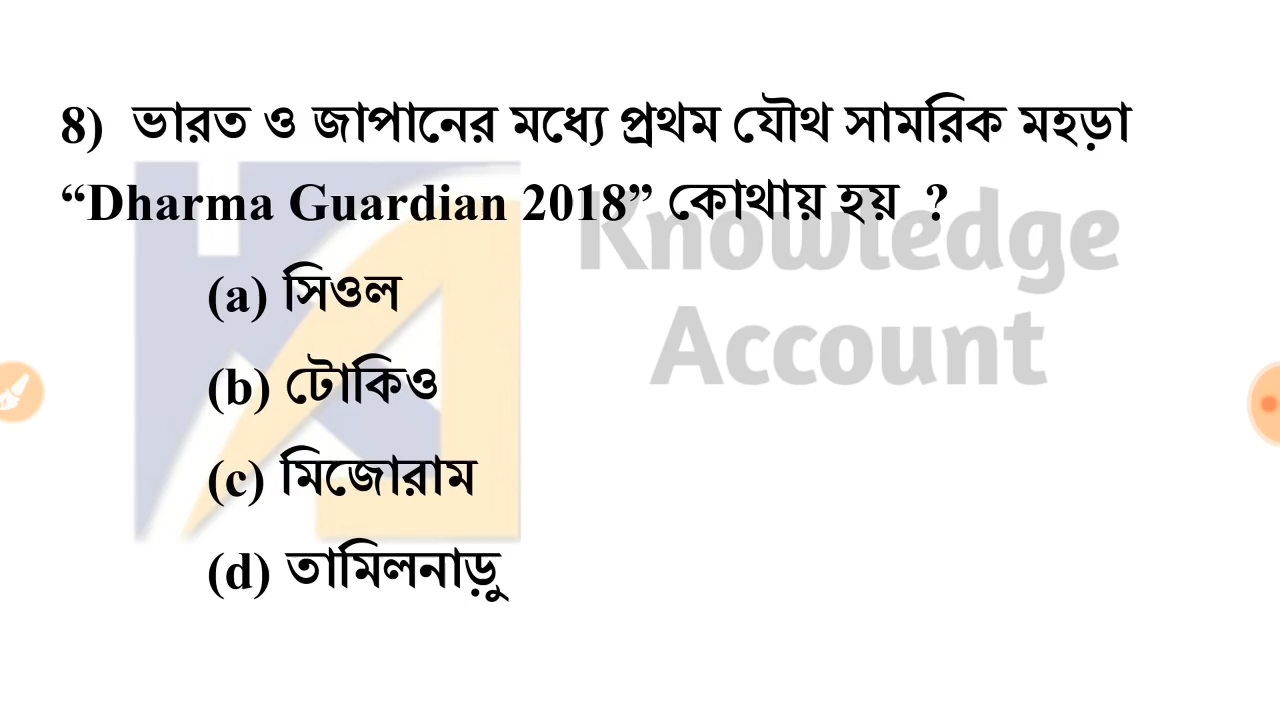 8) ভারত ও জাপানের মধ্যে প্রথম যৌথ সামরিক মহড়া
“Dharma Guardian 2018” কোথায় হয় ?
Knowledge
Account
(a) সিওল
(b) টোকিও
(c) মিজোরাম
(d) তামিলনাড়ু